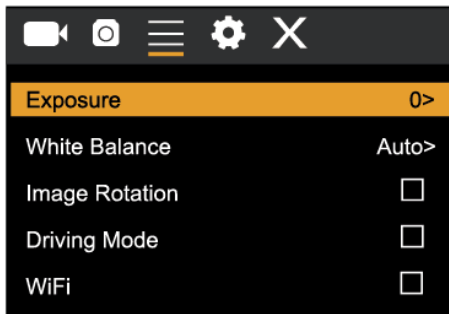 Exposure 0>
White Balance Auto>
Image Rotation
Driving Mode
WiFi